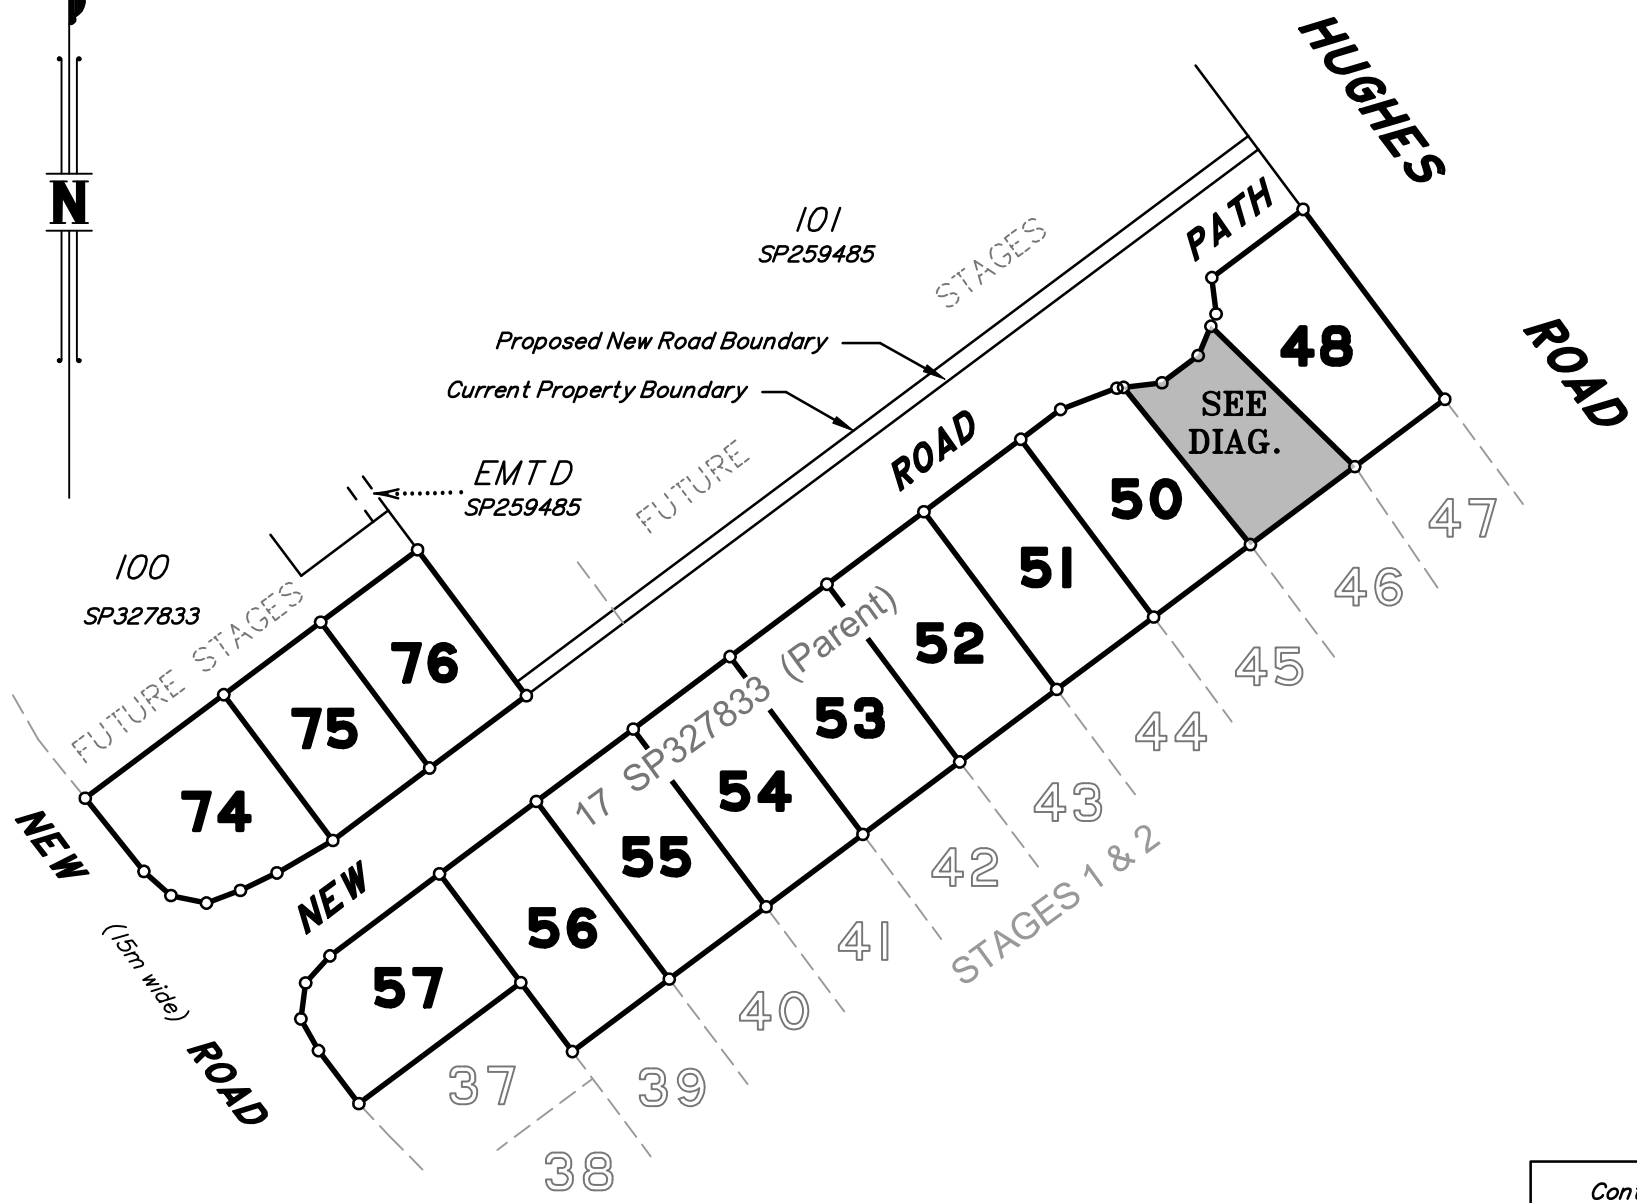 HUGHES
ROAD
N
101
SP259485
STAGES
PATH
Proposed New Road Boundary
Current Property Boundary
48
SEE
DIAG.
ROAD
EMT D
SP259485
FUTURE
50
47
100
SP327833
FUTURE STAGES
51
46
76
52
45
75
17 SP327833 (Parent)
53
44
74
54
43
NEW
55
42
STAGES 1 & 2
NEW
56
41
57
40
(15m wide)
ROAD
37
39
38